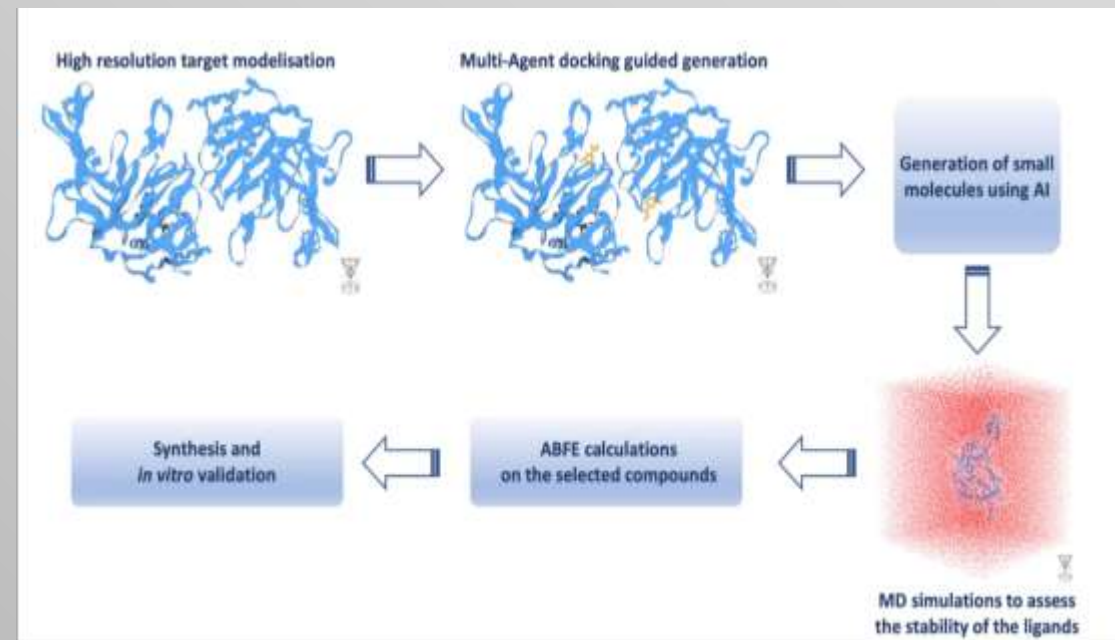 High resolution target modelisation
Multi-Agent docking guided generation
Generation of small
molecules using AI
MD simulations to assess
the stability of the ligands
ABFE calculations
on the selected compounds
Synthesis and
in vitro validation